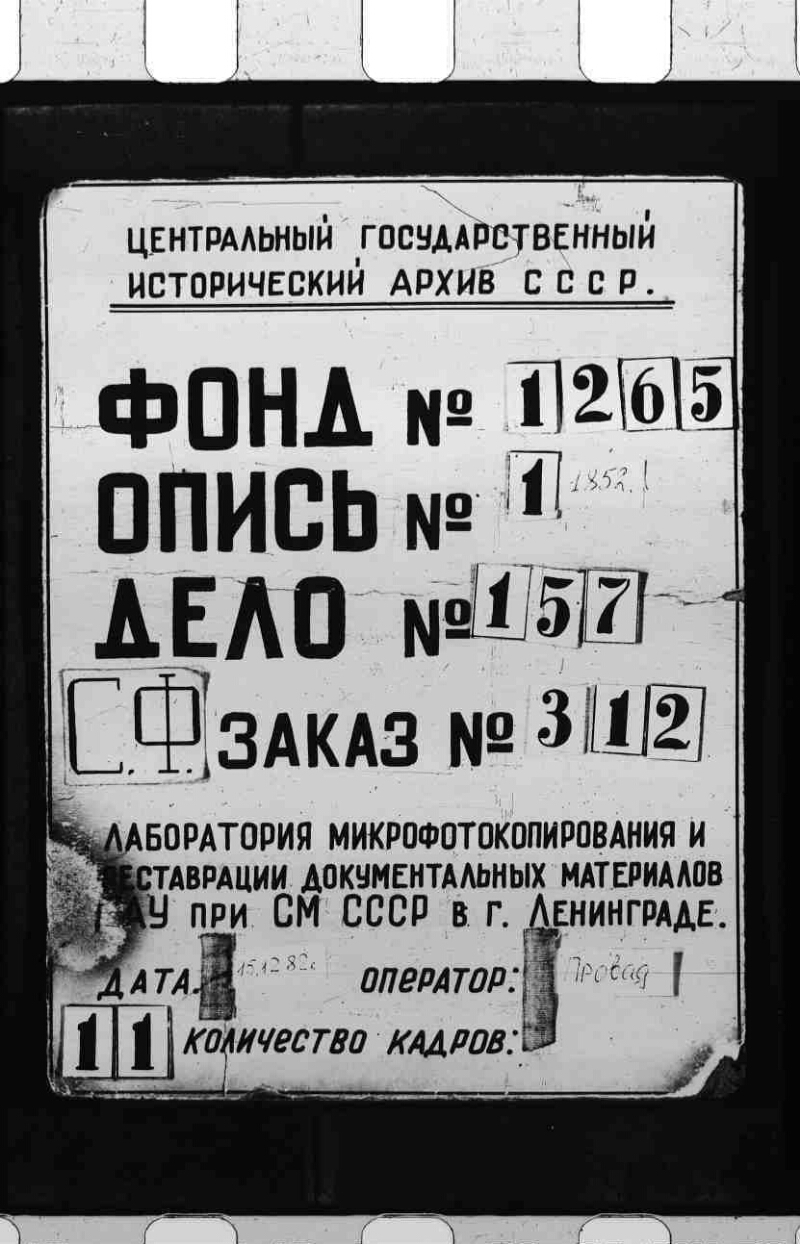 ЦЕНТРАЛЬНЫЙ ГОСУДАРСТВЕННЫЙ
ИСТОРИЧЕСКИЙ АРХИВ СССР.
ФОНД № 1265
ОПИСЬ № 1 1852.
ДЕЛО № 157
С.Ф. ЗАКАЗ № 312
ЛАБОРАТОРИЯ МИКРОФОТОКОПИРОВАНИЯ И
РЕСТАВРАЦИИ ДОКУМЕНТАЛЬНЫХ МАТЕРИАЛОВ
ГАУ ПРИ СМ СССР В Г. ЛЕНИНГРАДЕ.
ДАТА. 15.12 82г ОПЕРАТОР:
11 КОЛИЧЕСТВО КАДРОВ: